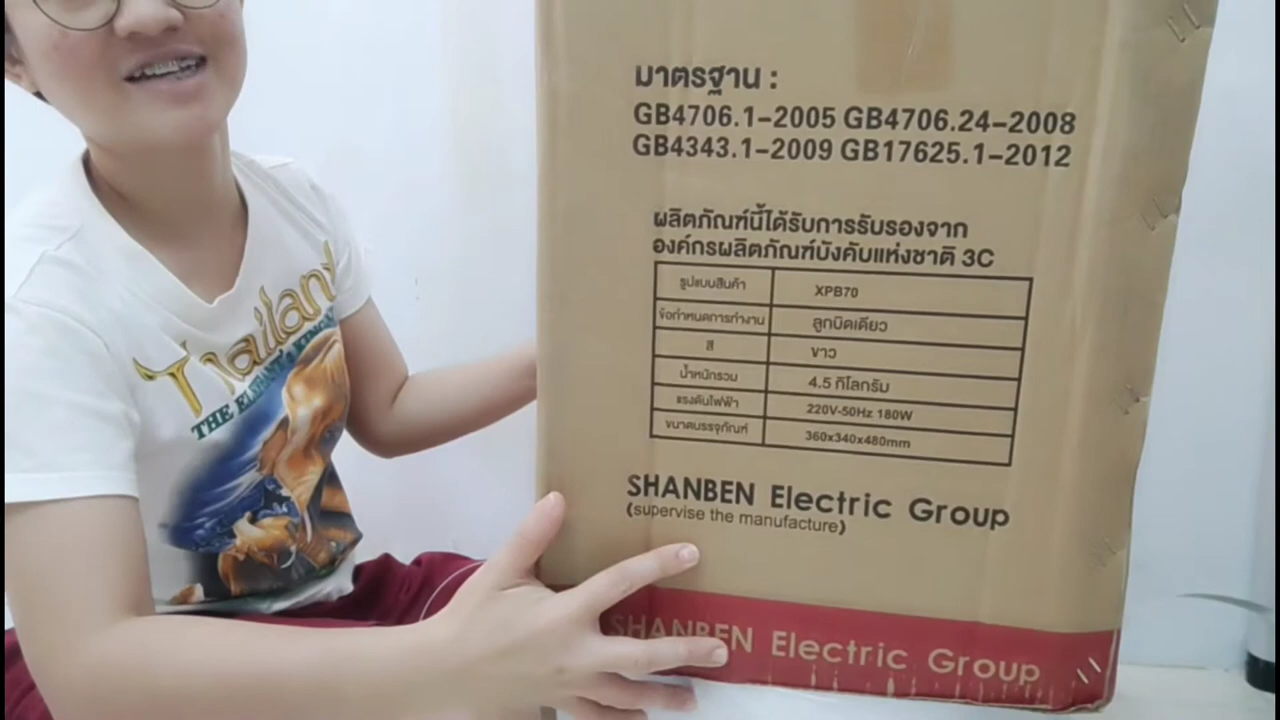 Thailand
THE ELEPHANT'S KINGDOM
มาตรฐาน :
GB4706.1-2005 GB4706.24-2008
GB4343.1-2009 GB17625.1-2012
ผลิตภัณฑ์นี้ได้รับการรับรองจาก
องค์กรผลิตภัณฑ์บังคับแห่งชาติ 3C
รูปแบบสินค้า XPB70
ข้อกำหนดการทำงาน ลูกบิดเดียว
สี ขาว
น้ำหนักรวม 4.5 กิโลกรัม
แรงดันไฟฟ้า 220V-50Hz 180W
ขนาดบรรจุภัณฑ์ 360x340x480mm
SHANBEN Electric Group
(supervise the manufacture)
SHANBEN Electric Group